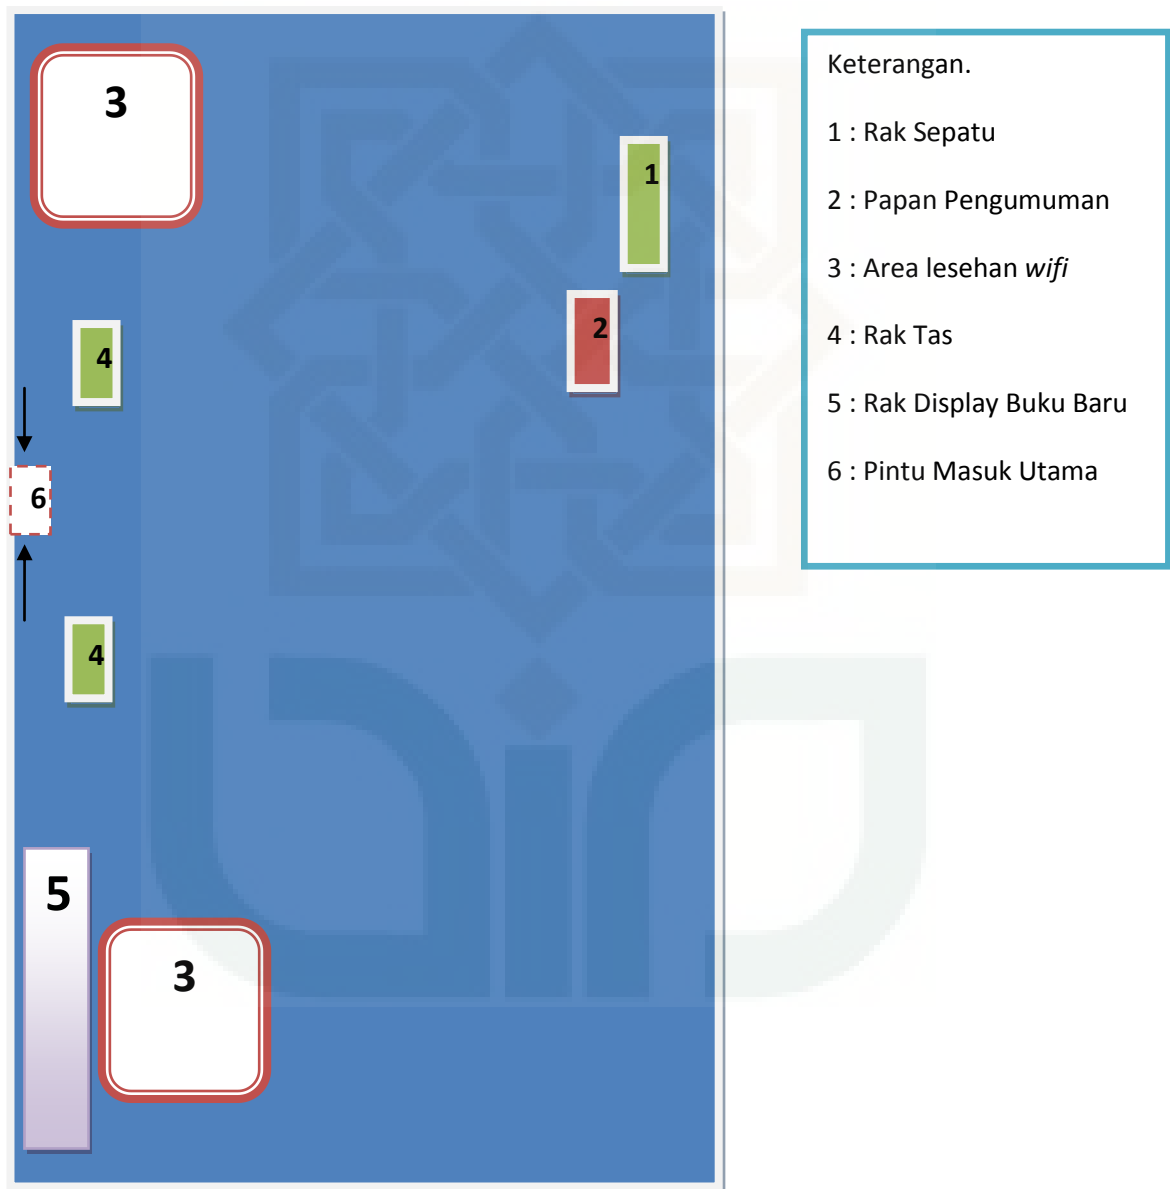 3
1
2
4
6
4
5
3
Keterangan.
1 : Rak Sepatu
2 : Papan Pengumuman
3 : Area lesehan wifi
4 : Rak Tas
5 : Rak Display Buku Baru
6 : Pintu Masuk Utama